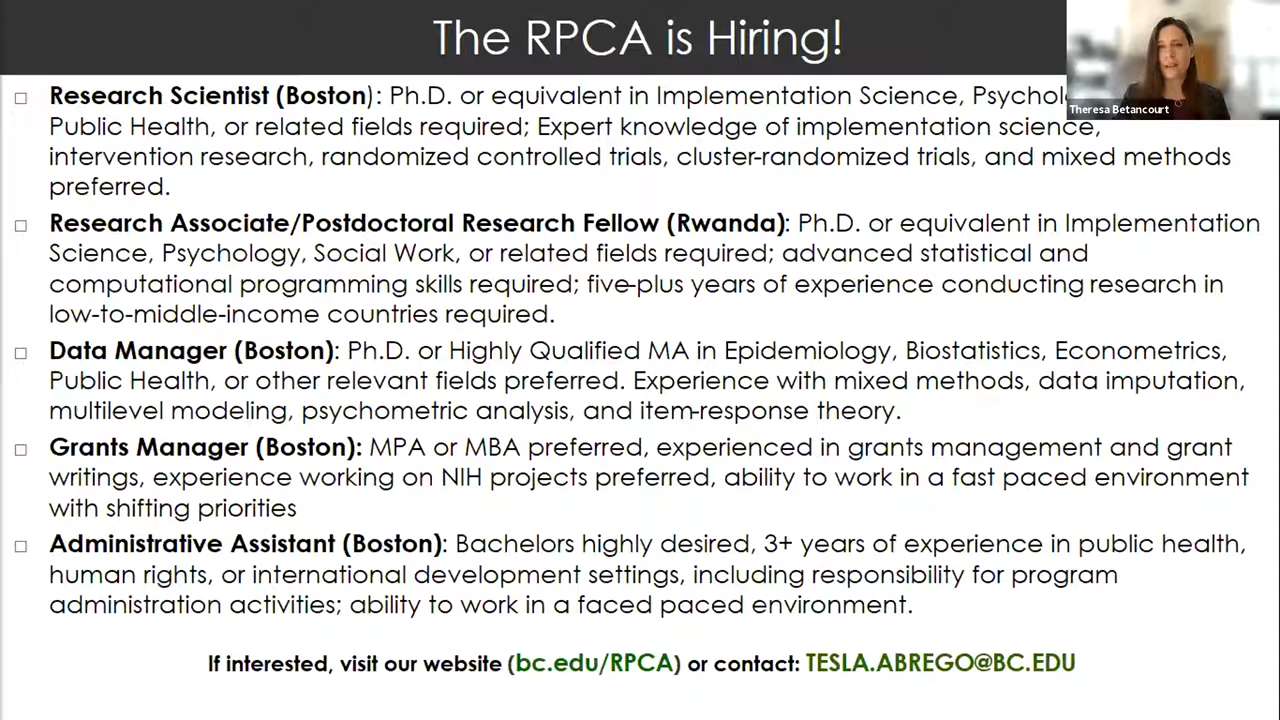 The RPCA is Hiring!
Theresa Betancourt
Research Scientist (Boston): Ph.D. or equivalent in Implementation Science,
Public Health, or related fields required; Expert knowledge of implementation science,
intervention research, randomized controlled trials, cluster-randomized trials, and mixed methods
preferred.
Research Associate/Postdoctoral Research Fellow (Rwanda): Ph.D. or equivalent in Implementation
Science, Psychology, Social Work, or related fields required; advanced statistical and
computational programming skills required; five-plus years of experience conducting research in
low-to-middle-income countries required.
Data Manager (Boston): Ph.D. or Highly Qualified MA in Epidemiology, Biostatistics, Econometrics,
Public Health, or other relevant fields preferred. Experience with mixed methods, data imputation,
multilevel modeling, psychometric analysis, and item-response theory.
Grants Manager (Boston): MPA or MBA preferred, experienced in grants management and grant
writings, experience working on NIH projects preferred, ability to work in a fast paced environment
with shifting priorities
Administrative Assistant (Boston): Bachelors highly desired, 3+ years of experience in public health,
human rights, or international development settings, including responsibility for program
administration activities; ability to work in a faced paced environment.
If interested, visit our website (bc.edu/RPCA) or contact: TESLA.ABREGO@BC.EDU